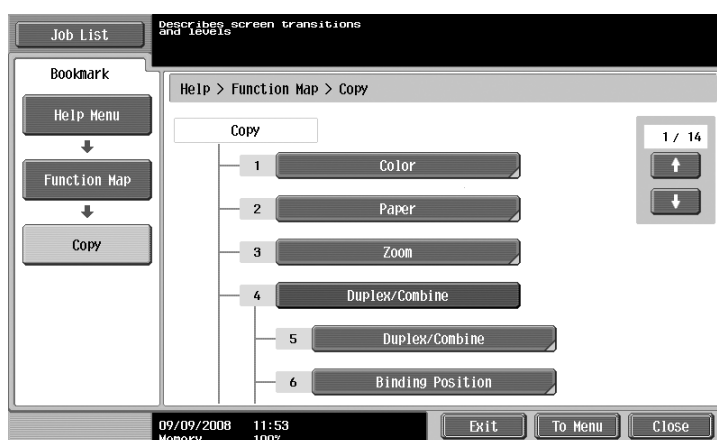 Job List
Describes screen transitions
and levels
Bookmark
Help > Function Map > Copy
Help Menu
Function Map
Copy
Copy
1 / 14
1 Color
2 Paper
3 Zoom
4 Duplex/Combine
5 Duplex/Combine
6 Binding Position
09/09/2008 11:53
Memory 100%
Exit
To Menu
Close